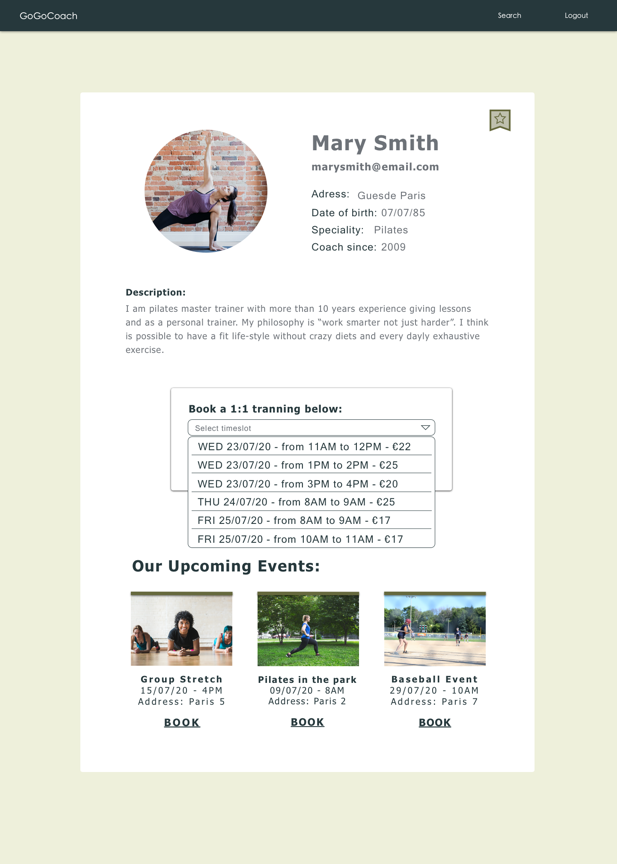 GoGoCoach
Search
Logout
Mary Smith
marysmith@email.com
Adress: Guesde Paris
Date of birth: 07/07/85
Speciality: Pilates
Coach since: 2009
Description:
I am pilates master trainer with more than 10 years experience giving lessons
and as a personal trainer. My philosophy is “work smarter not just harder”. I think
is possible to have a fit life-style without crazy diets and every dayly exhaustive
exercise.
Book a 1:1 tranning below:
Select timeslot
WED 23/07/20 - from 11AM to 12PM - €22
WED 23/07/20 - from 1PM to 2PM - €25
WED 23/07/20 - from 3PM to 4PM - €20
THU 24/07/20 - from 8AM to 9AM - €25
FRI 25/07/20 - from 8AM to 9AM - €17
FRI 25/07/20 - from 10AM to 11AM - €17
Our Upcoming Events:
Group Stretch
15/07/20 - 4PM
Address: Paris 5
BOOK
Pilates in the park
09/07/20 - 8AM
Address: Paris 2
BOOK
Baseball Event
29/07/20 - 10AM
Address: Paris 7
BOOK